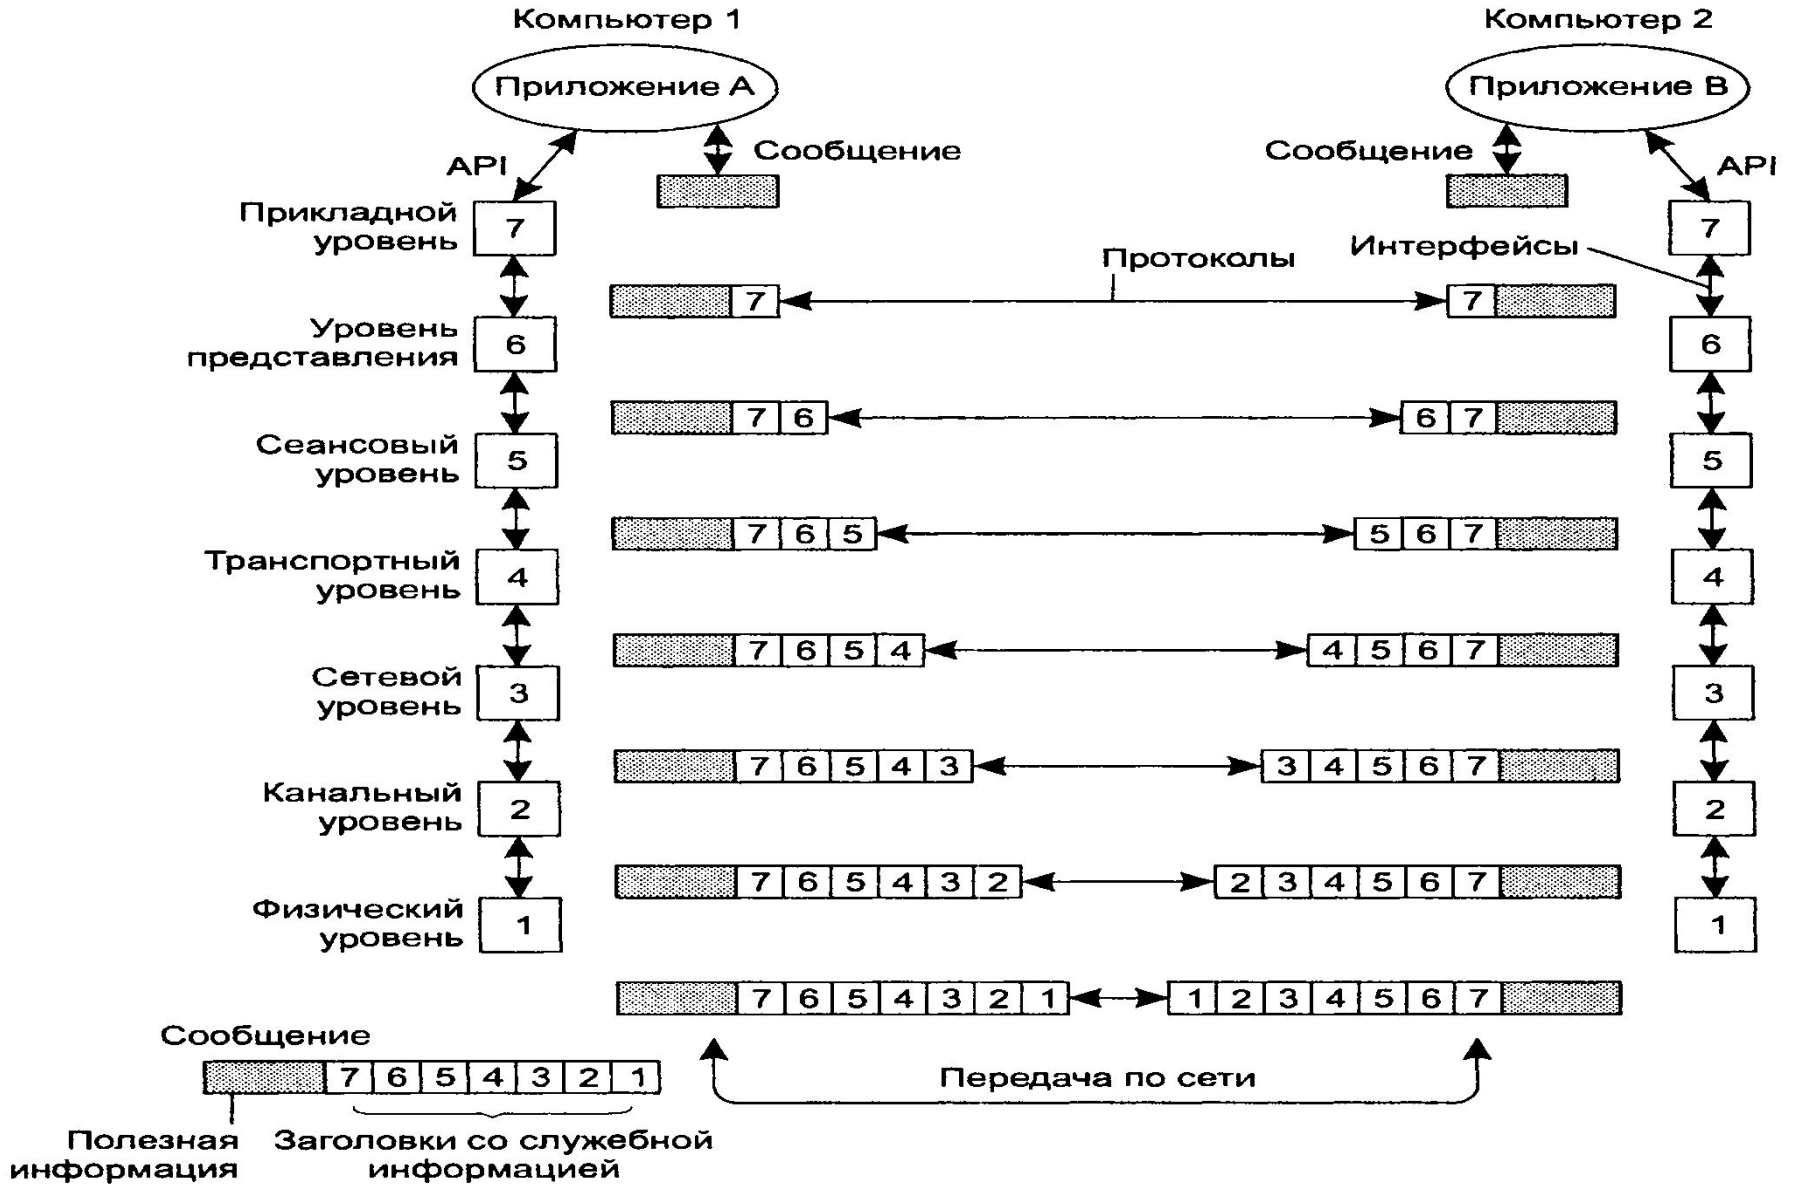 Компьютер 1
Компьютер 2
Приложение А
Приложение В
API
Сообщение
Сообщение
API
Прикладной
уровень
7
7
Протоколы
Интерфейсы
7
7
Уровень
представления
6
6
7 6
6 7
Сеансовый
уровень
5
5
7 6 5
5 6 7
Транспортный
уровень
4
4
7 6 5 4
4 5 6 7
Сетевой
уровень
3
3
7 6 5 4 3
3 4 5 6 7
Канальный
уровень
2
2
7 6 5 4 3 2
2 3 4 5 6 7
Физический
уровень
1
1
7 6 5 4 3 2 1
1 2 3 4 5 6 7
Сообщение
7 6 5 4 3 2 1
Передача по сети
Полезная
информация
Заголовки со служебной
информацией